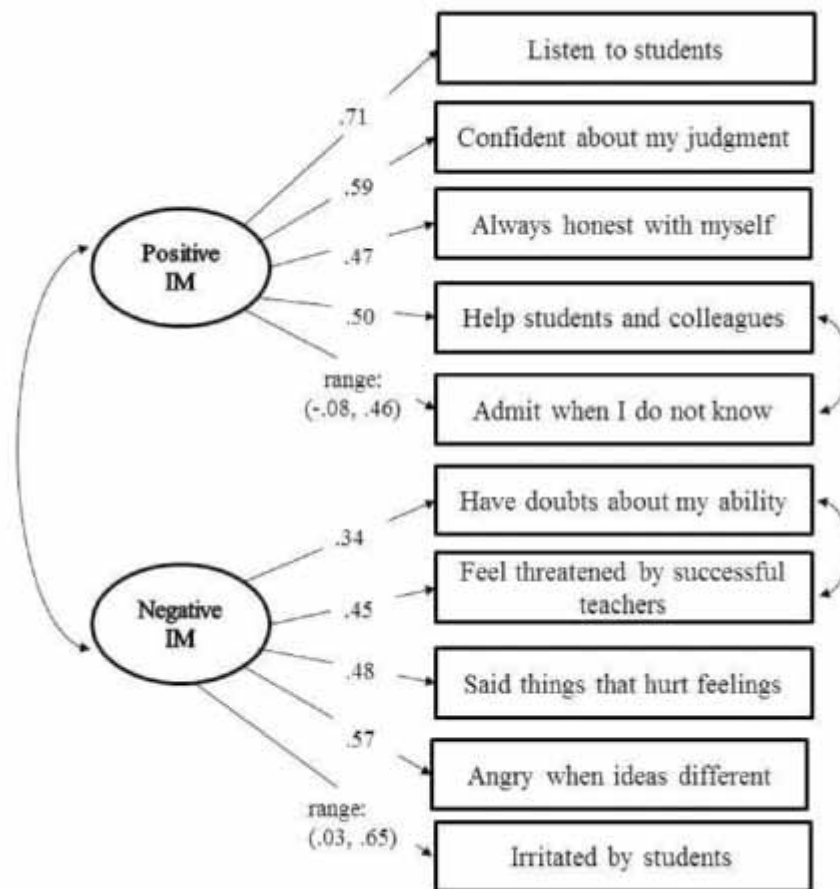 Listen to students
.71
Confident about my judgment
.59
Always honest with myself
Positive
IM
.47
.50
Help students and colleagues
range:
(-.08, .46)
Admit when I do not know
Have doubts about my ability
.34
Feel threatened by successful
teachers
.45
Negative
IM
.48
Said things that hurt feelings
.57
Angry when ideas different
range:
(.03, .65)
Irritated by students